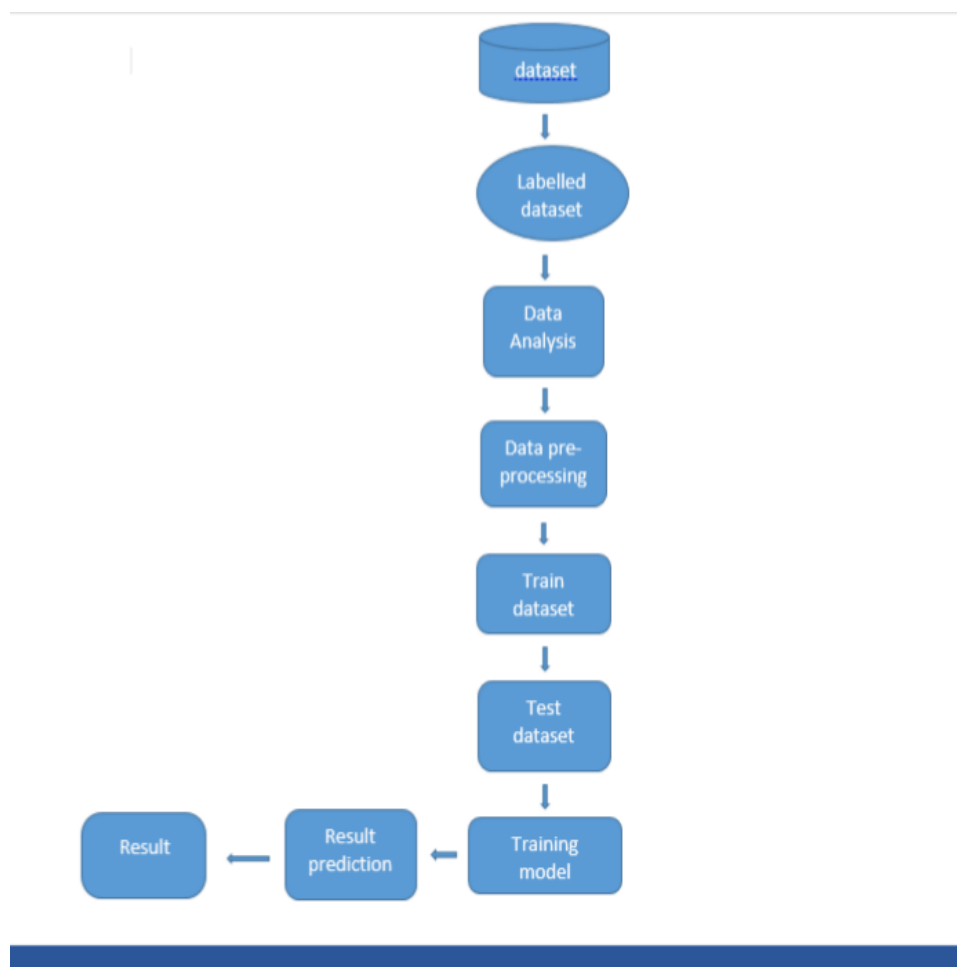 dataset
Labelled
dataset
Data
Analysis
Data pre-
processing
Train
dataset
Test
dataset
Training
model
Result
prediction
Result